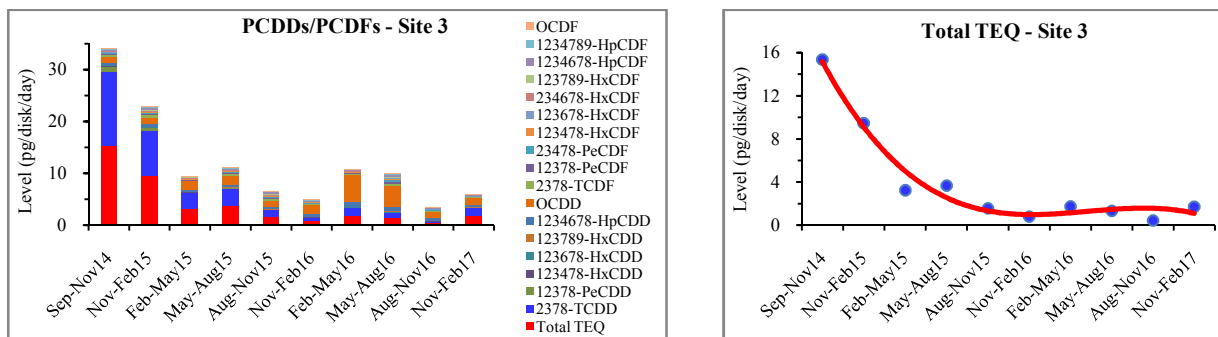 PCDDs/PCDFs - Site 3
Level (pg/disk/day)
30
20
10
0
Sep-Nov14
Nov-Feb15
Feb-May15
May-Aug15
Aug-Nov15
Nov-Feb16
Feb-May16
May-Aug16
Aug-Nov16
Nov-Feb17
OCDF
1234789-HpCDF
1234678-HpCDF
123789-HxCDF
234678-HxCDF
123678-HxCDF
123478-HxCDF
23478-PeCDF
12378-PeCDF
2378-TCDF
OCDD
1234678-HpCDD
123789-HxCDD
123678-HxCDD
123478-HxCDD
12378-PeCDD
2378-TCDD
Total TEQ
Total TEQ - Site 3
Level (pg/disk/day)
16
12
8
4
0
Sep-Nov14
Nov-Feb15
Feb-May15
May-Aug15
Aug-Nov15
Nov-Feb16
Feb-May16
May-Aug16
Aug-Nov16
Nov-Feb17